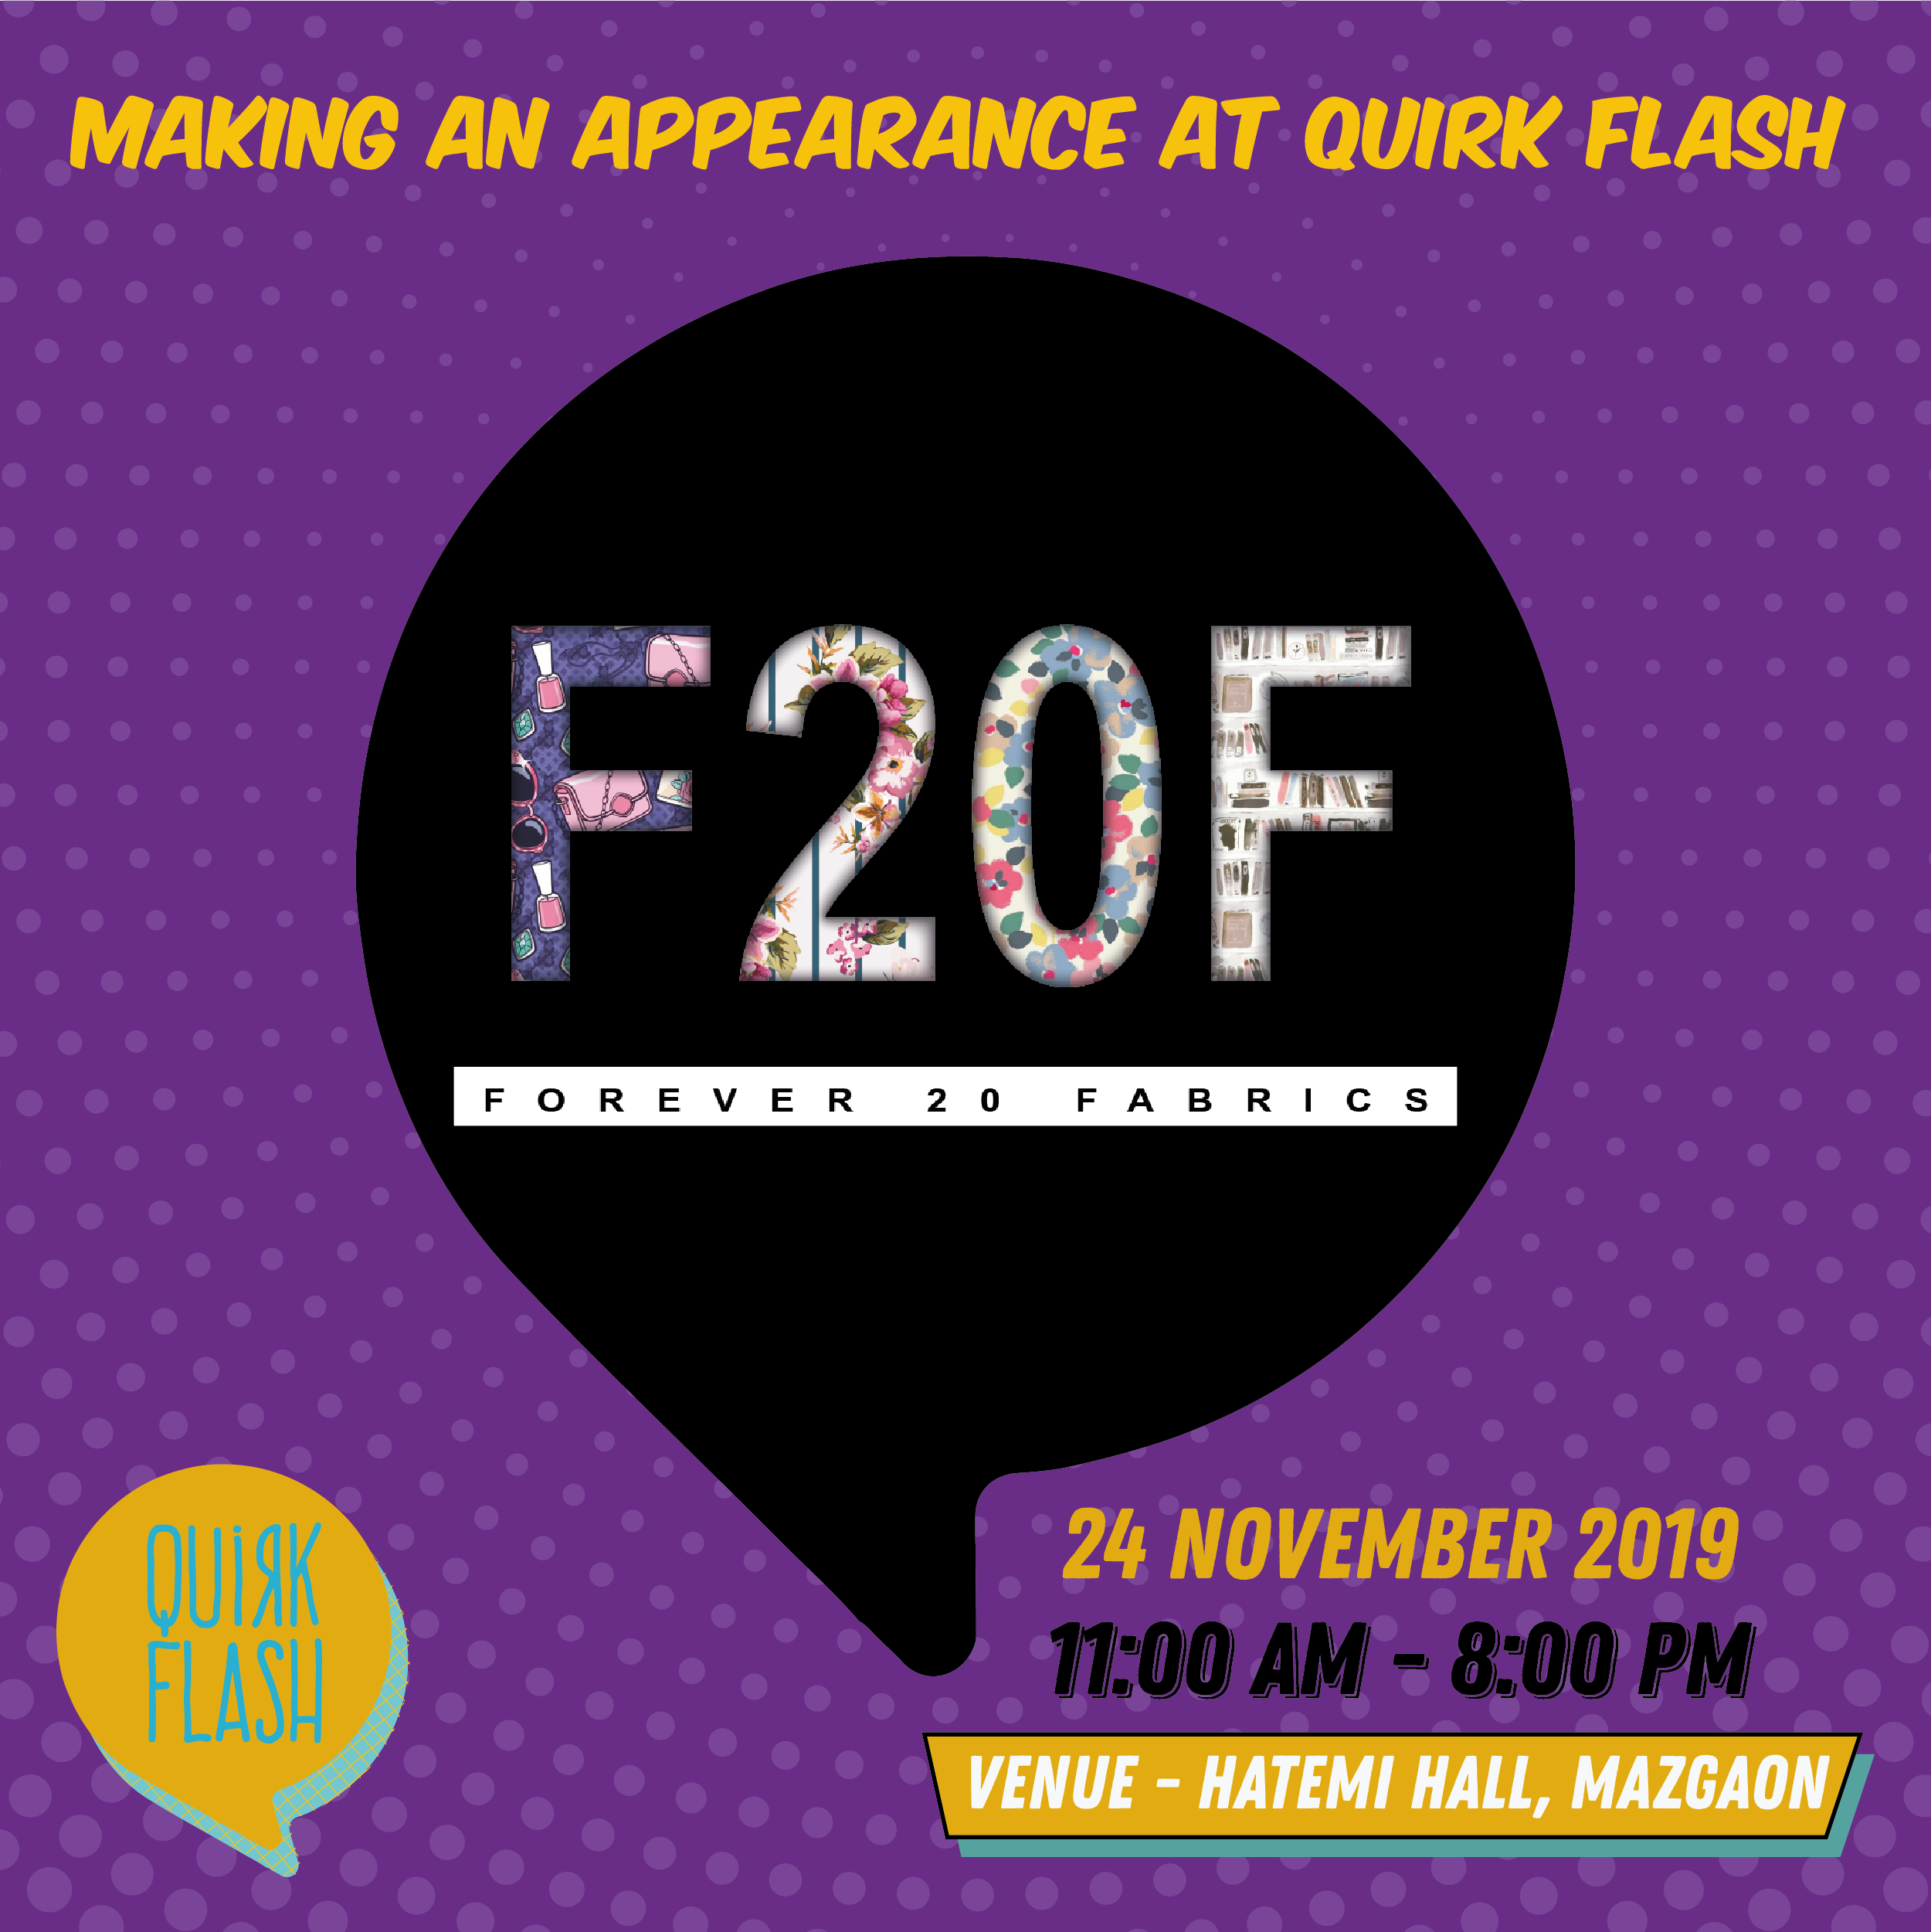 MAKING AN APPEARANCE AT QUIRK FLASH
F20F
FOREVER 20 FABRICS
QUIRK
FLASH
24 NOVEMBER 2019
11:00 AM - 8:00 PM
VENUE - HATEMI HALL, MAZGAON